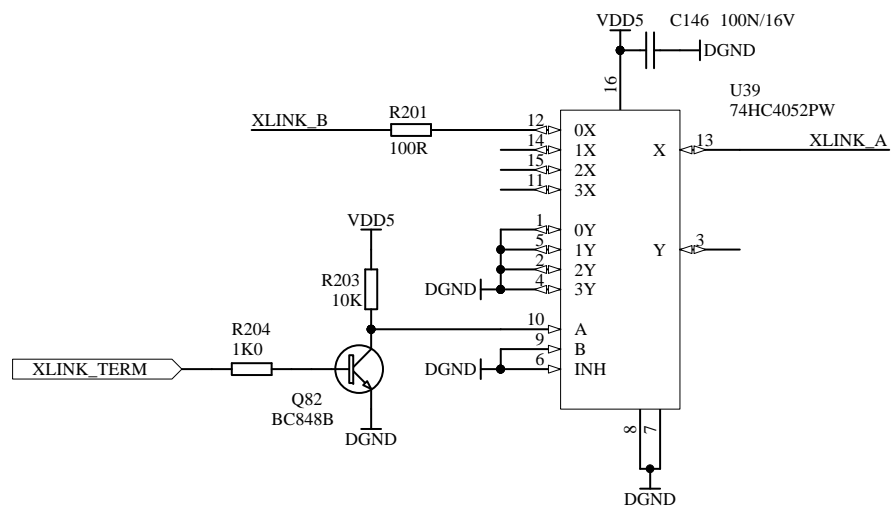 VDD5
C146 100N/16V
DGND
16
U39
74HC4052PW
XLINK_B
R201
100R
12
0X
14
1X
15
2X
11
3X
X
13
XLINK_A
1
0Y
5
1Y
2
2Y
4
3Y
DGND
Y
3
VDD5
R203
10K
10
A
9
B
6
INH
DGND
R204
1K0
XLINK_TERM
Q82
BC848B
DGND
8
7
DGND